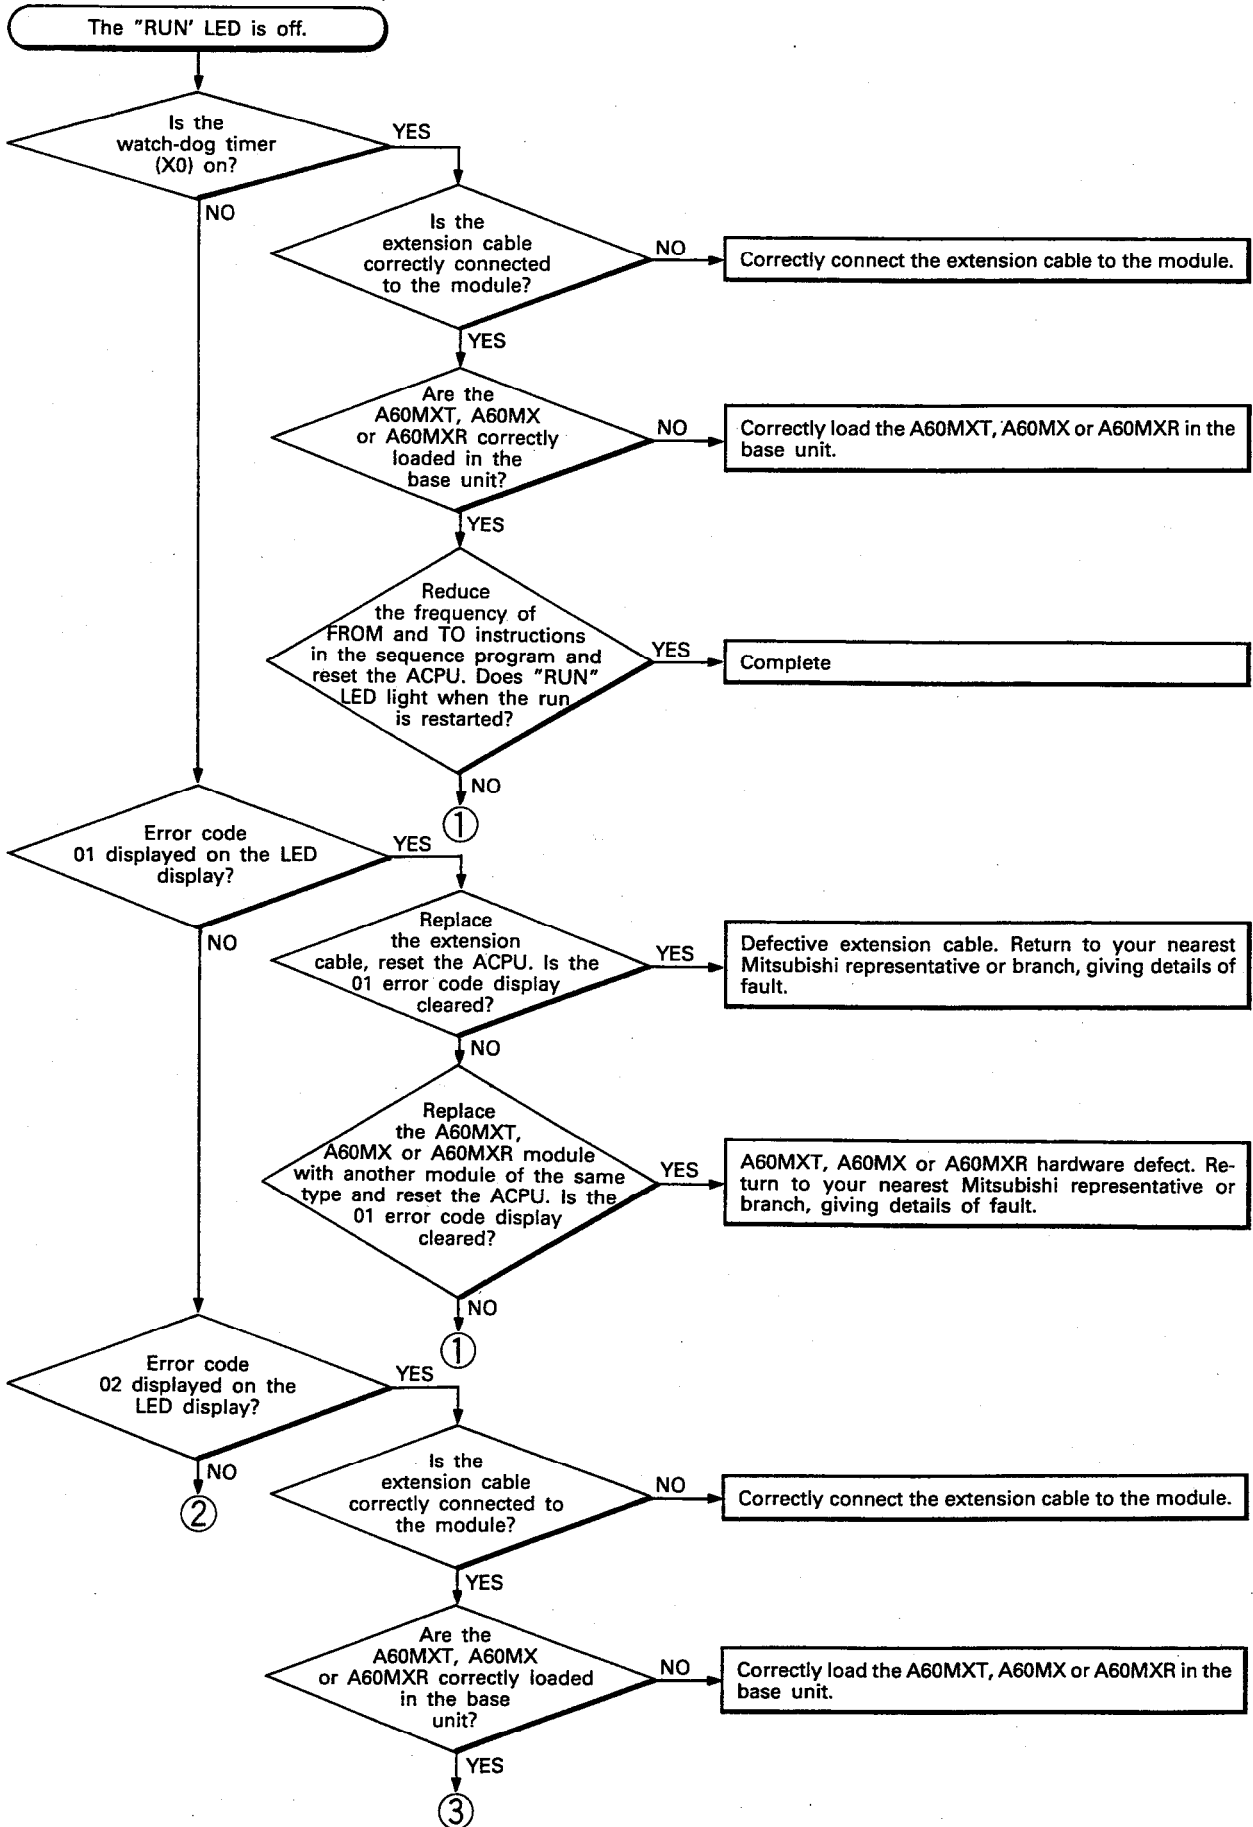 The "RUN' LED is off.
Is the
watch-dog timer
(X0) on?
YES
NO
Is the
extension cable
correctly connected
to the module?
NO
Correctly connect the extension cable to the module.
YES
Are the
A60MXT, A60MX
or A60MXR correctly
loaded in the
base unit?
NO
Correctly load the A60MXT, A60MX or A60MXR in the
base unit.
YES
Reduce
the frequency of
FROM and TO instructions
in the sequence program and
reset the ACPU. Does "RUN"
LED light when the run
is restarted?
YES
Complete
NO
1
Error code
01 displayed on the LED
display?
YES
NO
Replace
the extension
cable, reset the ACPU. Is the
01 error code display
cleared?
YES
Defective extension cable. Return to your nearest
Mitsubishi representative or branch, giving details of
fault.
NO
Replace
the A60MXT,
A60MX or A60MXR module
with another module of the same
type and reset the ACPU. Is the
01 error code display
cleared?
YES
A60MXT, A60MX or A60MXR hardware defect. Re-
turn to your nearest Mitsubishi representative or
branch, giving details of fault.
NO
1
Error code
02 displayed on the
LED display?
YES
NO
2
Is the
extension cable
correctly connected to
the module?
NO
Correctly connect the extension cable to the module.
YES
Are the
A60MXT, A60MX
or A60MXR correctly loaded
in the base
unit?
NO
Correctly load the A60MXT, A60MX or A60MXR in the
base unit.
YES
3